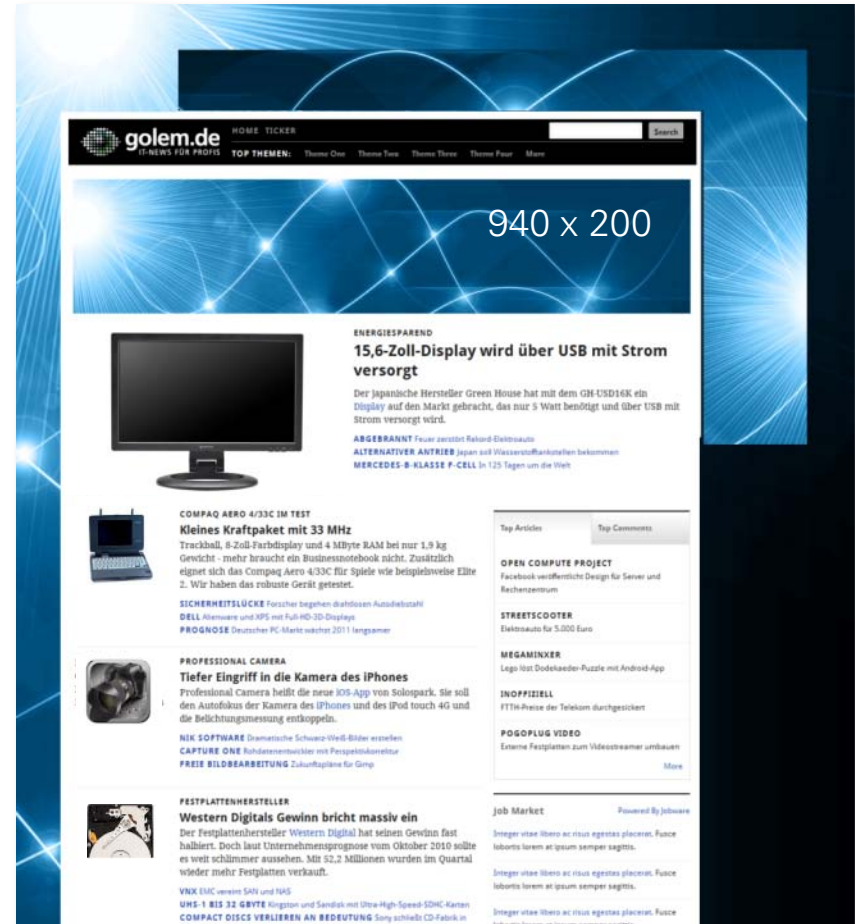 golem.de
IT-NEWS FÜR PROFIS
HOME TICKER
Search
TOP THEMEN: Theme One Theme Two Theme Three Theme Four More
940 x 200
ENERGIESPAREND
15,6-Zoll-Display wird über USB mit Strom
versorgt
Der japanische Hersteller Green House hat mit dem GH-USD16K ein
Display auf den Markt gebracht, das nur 5 Watt benötigt und über USB mit
Strom versorgt wird.
ABGEBRANNT Feuer zerstört Rekord-Elektroauto
ALTERNATIVER ANTRIEB Japan soll Wasserstofftankstellen bekommen
MERCEDES-B-KLASSE F-CELL In 125 Tagen um die Welt
COMPAQ AERO 4/33C IM TEST
Kleines Kraftpaket mit 33 MHz
Trackball, 8-Zoll-Farbdisplay und 4 MByte RAM bei nur 1,9 kg
Gewicht - mehr braucht ein Businessnotebook nicht. Zusätzlich
eignet sich das Compaq Aero 4/33C für Spiele wie beispielsweise Elite
2. Wir haben das robuste Gerät getestet.
SICHERHEITSLÜCKE Forscher begehen drahtlosen Autodiebstahl
DELL Alienware und XPS mit Full-HD-3D-Displays
PROGNOSE Deutscher PC-Markt wächst 2011 langsamer
PROFESSIONAL CAMERA
Tiefer Eingriff in die Kamera des iPhones
Professional Camera heißt die neue iOS-App von Solospark. Sie soll
den Autofokus der Kamera des iPhones und des iPod touch 4G und
die Belichtungsmessung entkoppeln.
NIK SOFTWARE Dramatische Schwarz-Weiß-Bilder erstellen
CAPTURE ONE Rohdatenentwickler mit Perspektivkorrektur
FREIE BILDBEARBEITUNG Zukunftspläne für Gimp
FESTPLATTENHERSTELLER
Western Digitals Gewinn bricht massiv ein
Der Festplattenhersteller Western Digital hat seinen Gewinn fast
halbiert. Doch laut Unternehmensprognose vom Oktober 2010 sollte
es weit schlimmer aussehen. Mit 52,2 Millionen wurden im Quartal
wieder mehr Festplatten verkauft.
VNX EMC vereint SAN und NAS
UHS-1 BIS 32 GBYTE Kingston und Sandisk mit Ultra-High-Speed-SDHC-Karten
COMPACT DISCS VERLIEREN AN BEDEUTUNG Sony schließt CD-Fabrik in
Top Articles Top Comments
OPEN COMPUTE PROJECT
Facebook veröffentlicht Design für Server und
Rechenzentrum
STREETSCOOTER
Elektroauto für 5.000 Euro
MEGAMINXER
Lego löst Dodekaeder-Puzzle mit Android-App
INOFFIZIELL
FTTH-Preise der Telekom durchgesickert
POGOPLUG VIDEO
Externe Festplatten zum Videostreamer umbauen
More
Job Market Powered By Jobware
Integer vitae libero ac risus egestas placerat. Fusce
lobortis lorem at ipsum semper sagittis.
Integer vitae libero ac risus egestas placerat. Fusce
lobortis lorem at ipsum semper sagittis.
Integer vitae libero ac risus egestas placerat. Fusce